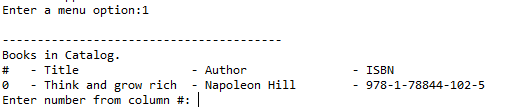 Enter a menu option:1
----------------------------------------
Books in Catalog.
# - Title - Author - ISBN
0 - Think and grow rich - Napoleon Hill - 978-1-78844-102-5
Enter number from column #: